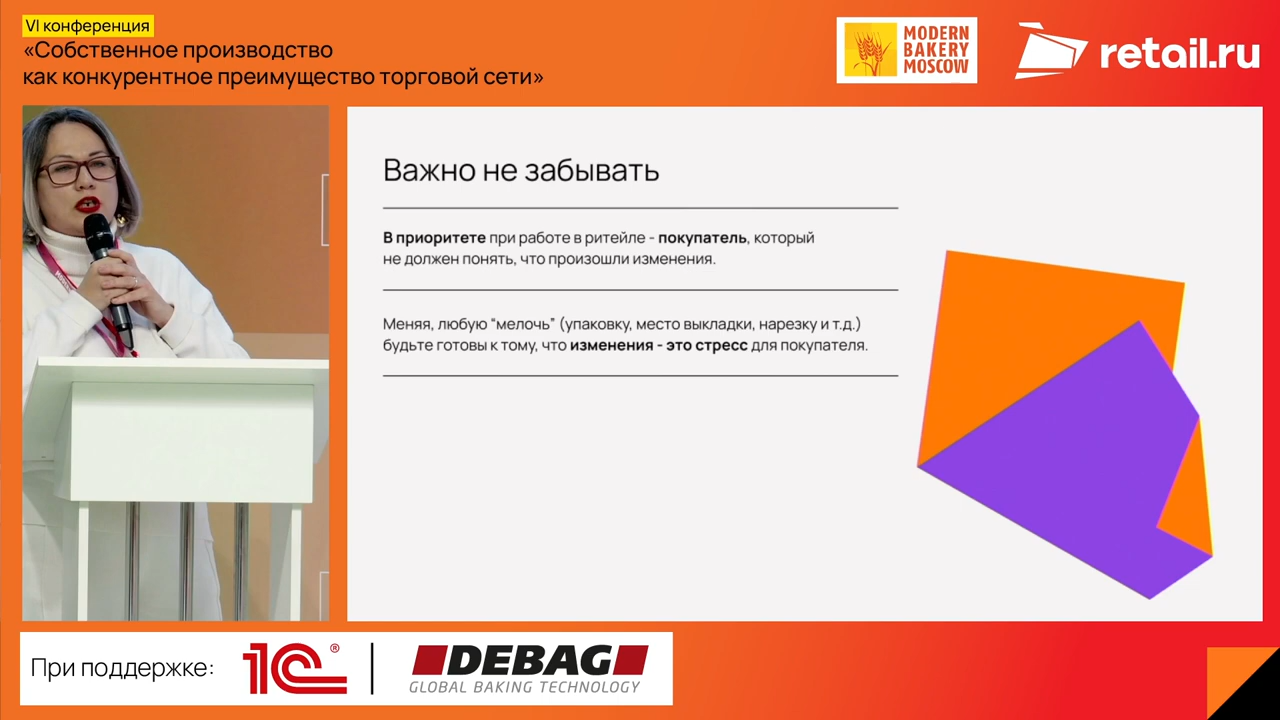 VI конференция
«Собственное производство
как конкурентное преимущество торговой сети»
MODERN
BAKERY
MOSCOW
retail.ru
Важно не забывать
В приоритете при работе в ритейле - покупатель, который
не должен понять, что произошли изменения.
Меняя, любую “мелочь” (упаковку, место выкладки, нарезку и т.д.)
будьте готовы к тому, что изменения - это стресс для покупателя.
При поддержке:
1С®
DEBAG
GLOBAL BAKING TECHNOLOGY